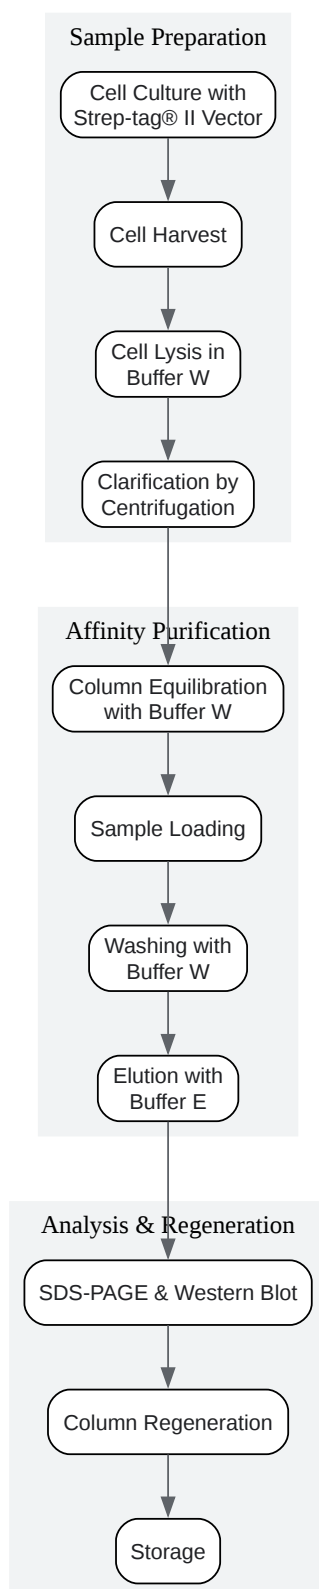 Sample Preparation
Cell Culture with
Strep-tag® II Vector
Cell Harvest
Cell Lysis in
Buffer W
Clarification by
Centrifugation
Affinity Purification
Column Equilibration
with Buffer W
Sample Loading
Washing with
Buffer W
Elution with
Buffer E
Analysis & Regeneration
SDS-PAGE & Western Blot
Column Regeneration
Storage